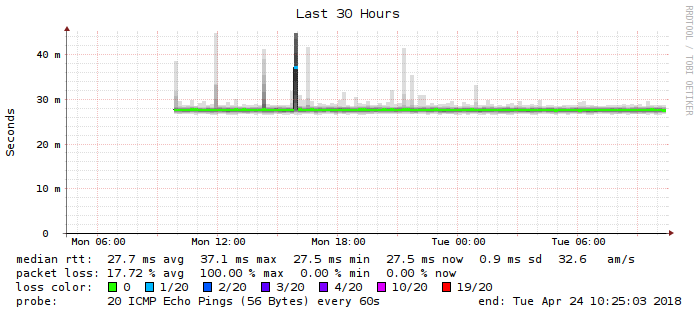 Last 30 Hours
RRDTOOL / TOBI OETIKER
Seconds
40 m
30 m
20 m
10 m
0
Mon 06:00 Mon 12:00 Mon 18:00 Tue 00:00 Tue 06:00
median rtt: 27.7 ms avg 37.1 ms max 27.5 ms min 27.5 ms now 0.9 ms sd 32.6 am/s
packet loss: 17.72 % avg 100.00 % max 0.00 % min 0.00 % now
loss color: 0 1/20 2/20 3/20 4/20 10/20 19/20
probe: 20 ICMP Echo Pings (56 Bytes) every 60s end: Tue Apr 24 10:25:03 2018